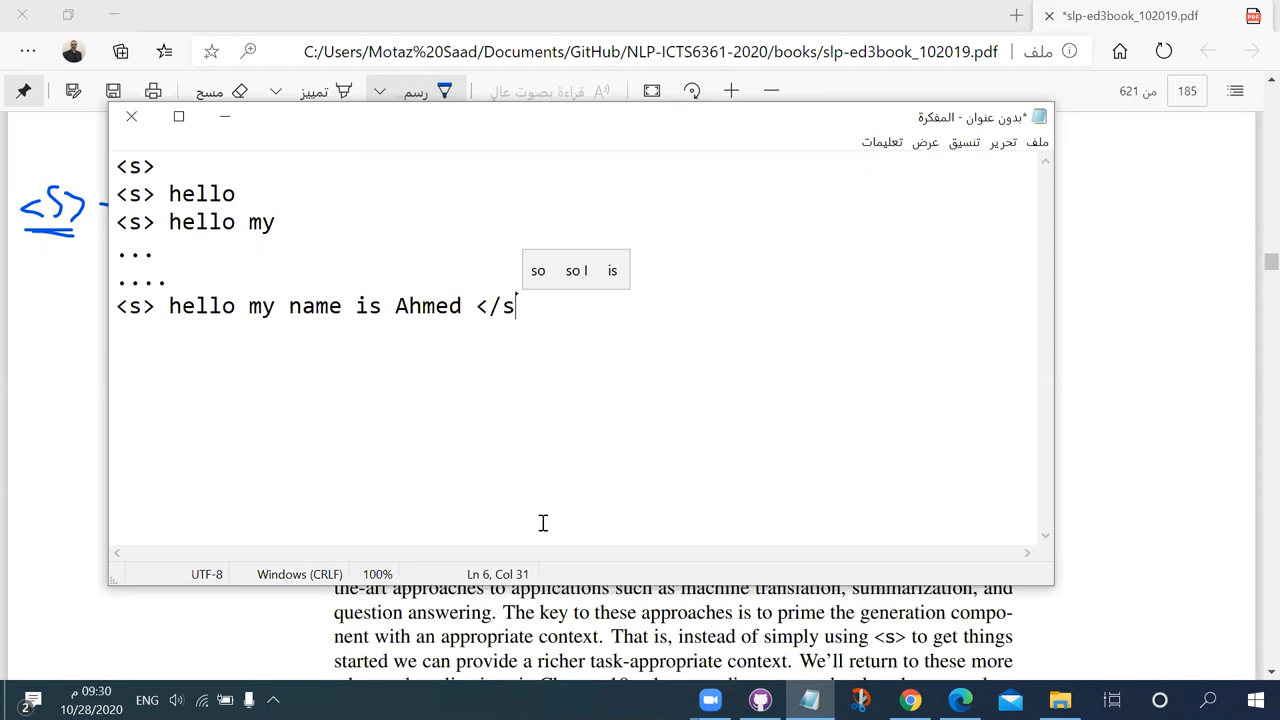 *slp-ed3book_102019.pdf
C:/Users/Motaz%20Saad/Documents/GitHub/NLP-ICTS6361-2020/books/slp-ed3book_102019.pdf
ملف
مسح
تمييز
رسم
قراءة بصوت عالٍ
من 621
185
*بدون عنوان - المفكرة
ملف تحرير تنسيق عرض تعليمات
<s>
<S>
<s> hello
<s> hello my
...
....
so so I is
<s> hello my name is Ahmed </s
UTF-8 Windows (CRLF) 100% Ln 6, Col 31
the-art approaches to applications such as machine translation, summarization, and
question answering. The key to these approaches is to prime the generation compo-
nent with an appropriate context. That is, instead of simply using <s> to get things
started we can provide a richer task-appropriate context. We'll return to these more
09:30 م
10/28/2020
ENG
2